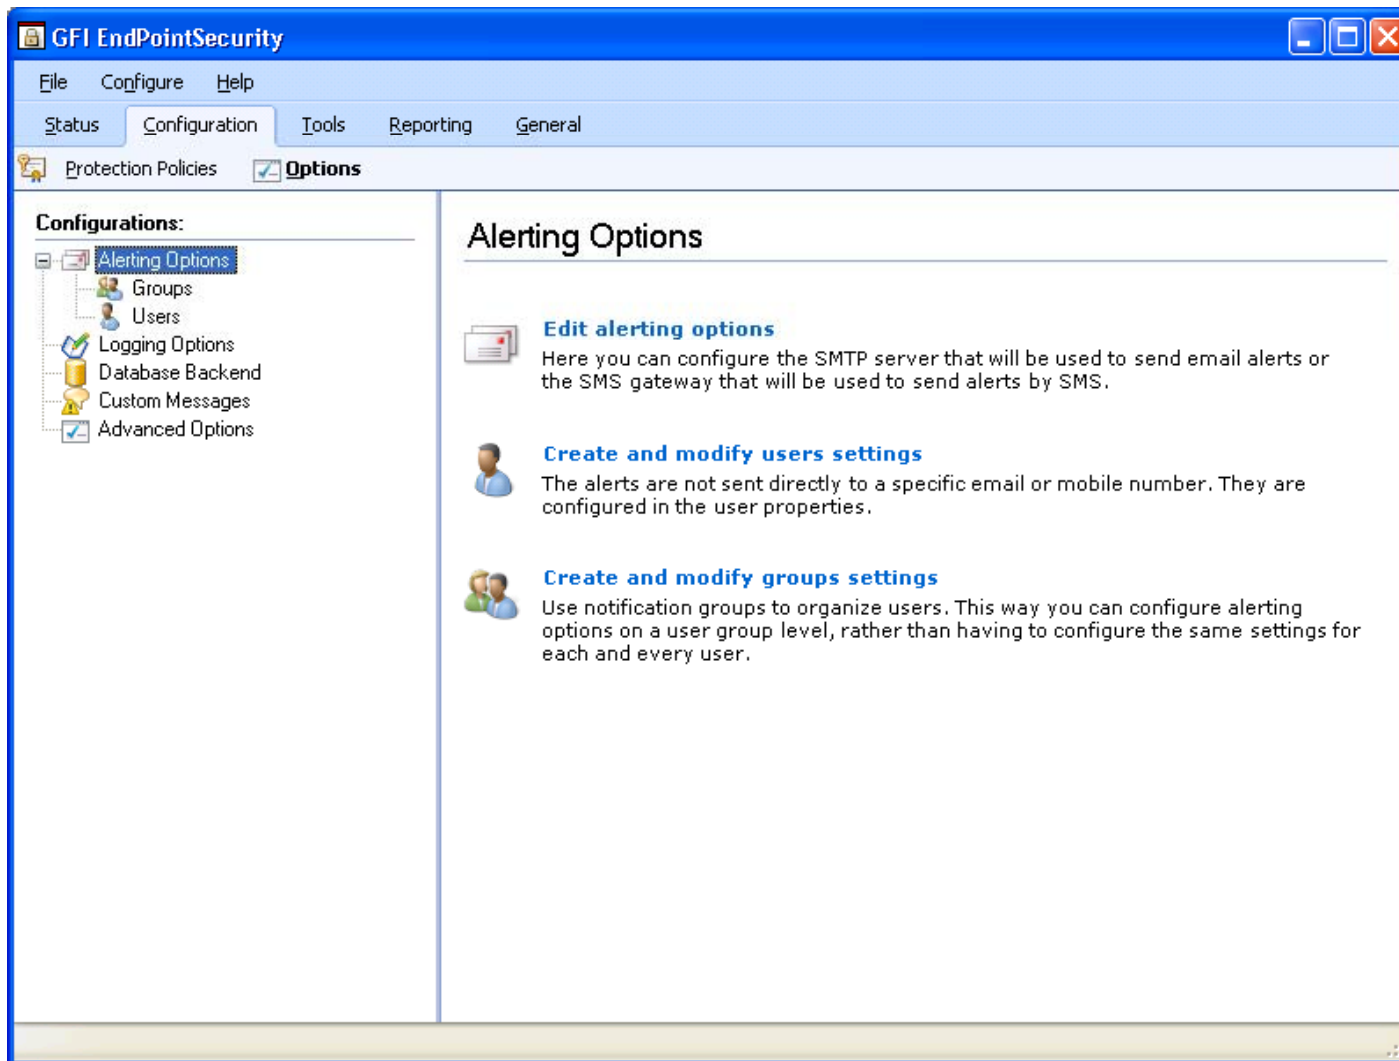 GFI EndPointSecurity
File Configure Help
Status Configuration Tools Reporting General
Protection Policies Options
Configurations:
Alerting Options
Groups
Users
Logging Options
Database Backend
Custom Messages
Advanced Options
Alerting Options
Edit alerting options
Here you can configure the SMTP server that will be used to send email alerts or
the SMS gateway that will be used to send alerts by SMS.
Create and modify users settings
The alerts are not sent directly to a specific email or mobile number. They are
configured in the user properties.
Create and modify groups settings
Use notification groups to organize users. This way you can configure alerting
options on a user group level, rather than having to configure the same settings for
each and every user.